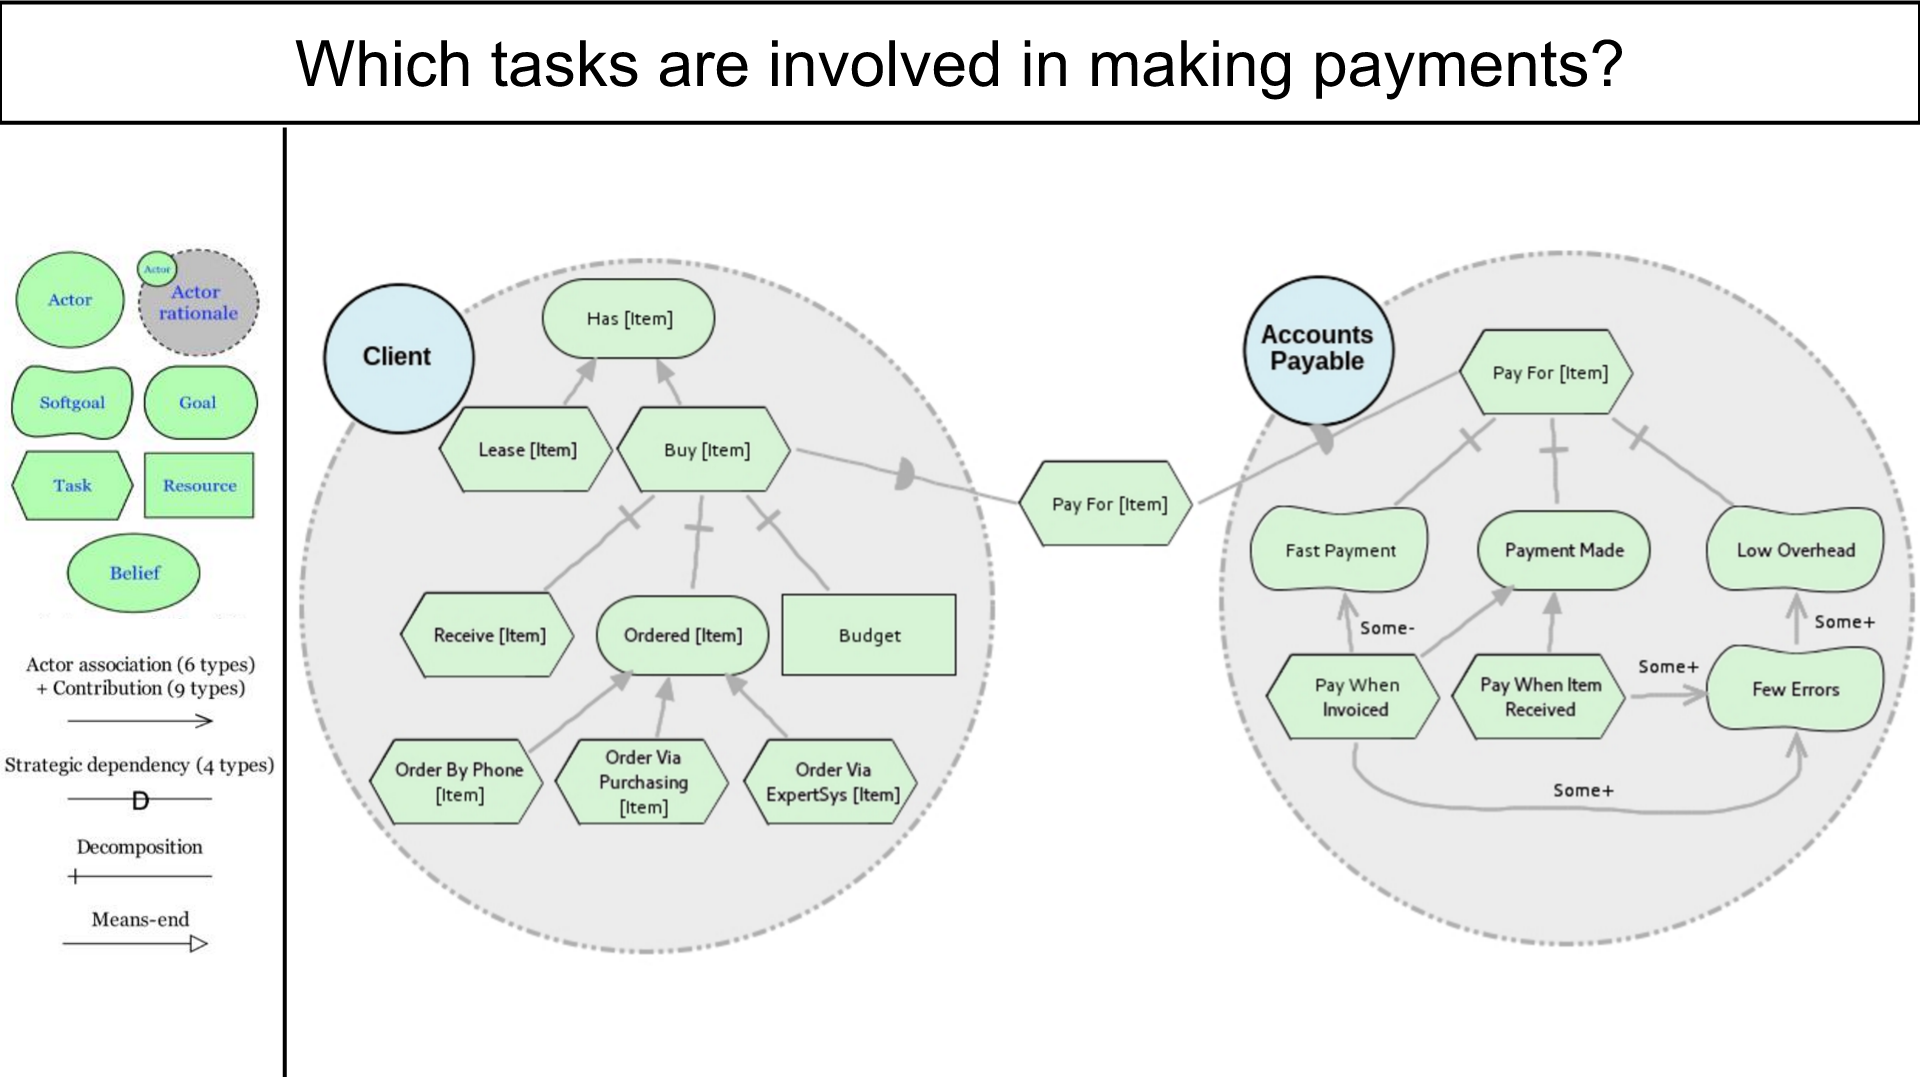 Which tasks are involved in making payments?
Actor
Actor
Actor
rationale
Softgoal
Goal
Task
Resource
Belief
Actor association (6 types)
+ Contribution (9 types)
Strategic dependency (4 types)
D
Decomposition
Means-end
Client
Has [Item]
Lease [Item]
Buy [Item]
Receive [Item]
Ordered [Item]
Budget
Order By Phone
[Item]
Order Via
Purchasing
[Item]
Order Via
ExpertSys [Item]
Pay For [Item]
Accounts
Payable
Pay For [Item]
Fast Payment
Payment Made
Low Overhead
Some-
Some+
Pay When
Invoiced
Pay When Item
Received
Some+
Few Errors
Some+